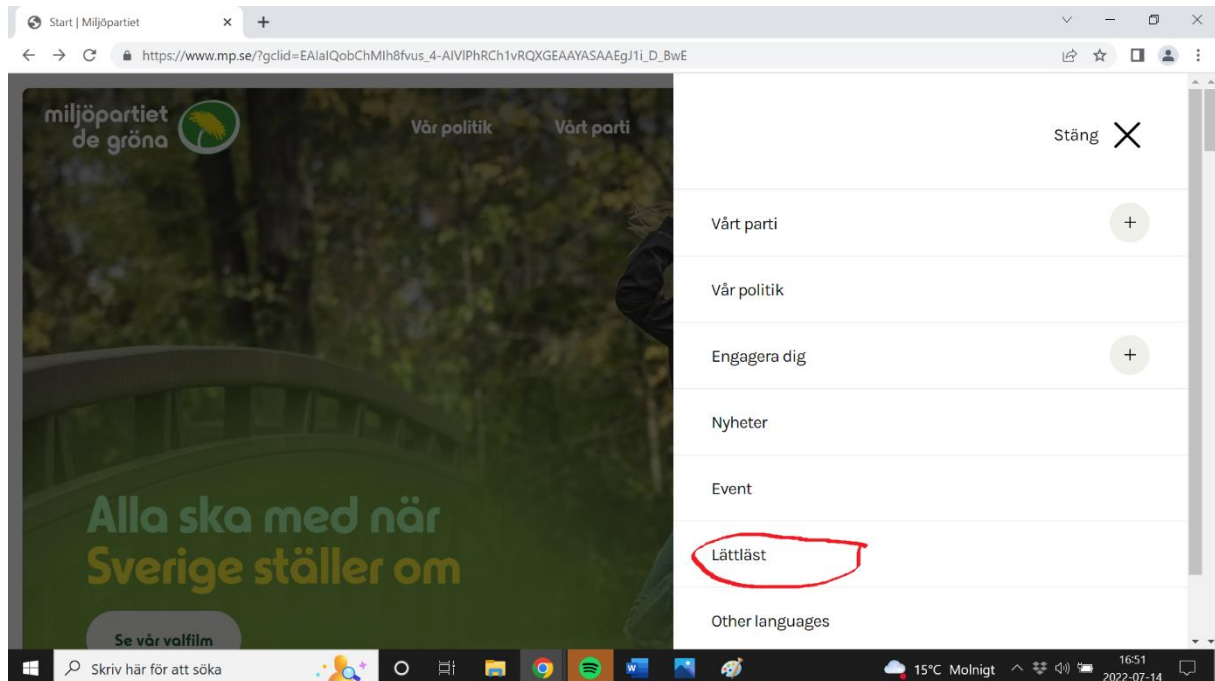 Start | Miljöpartiet
https://www.mp.se/?gclid=EAIaIQobChMIh8fvus_4-AIVlPhRCh1vRQXGEAAYASAAEgJ1i_D_BwE
miljöpartiet
de gröna
Vår politik
Vårt parti
Stäng
Vårt parti
Vår politik
Engagera dig
Nyheter
Event
Lättläst
Other languages
Alla ska med när
Sverige ställer om
Se vår valfilm
Skriv här för att söka
15°C Molnigt
16:51
2022-07-14